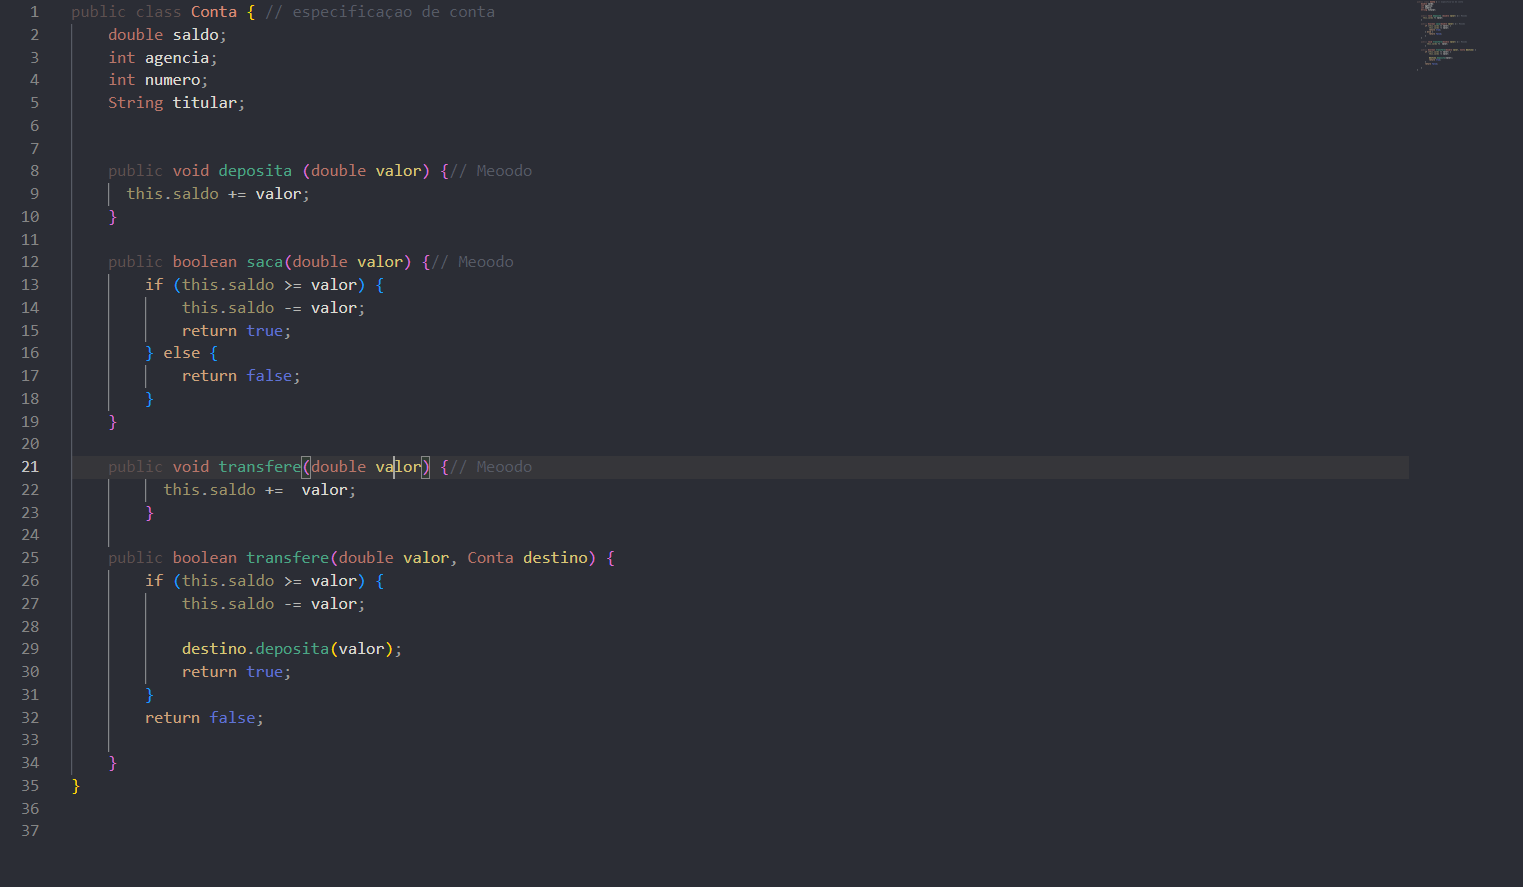 1 public class Conta { // especificaçao de conta
2 double saldo;
3 int agencia;
4 int numero;
5 String titular;
6
7
8 public void deposita (double valor) {// Meoodo
9 this.saldo += valor;
10 }
11
12 public boolean saca(double valor) {// Meoodo
13 if (this.saldo >= valor) {
14 this.saldo -= valor;
15 return true;
16 } else {
17 return false;
18 }
19 }
20
21 public void transfere(double valor) {// Meoodo
22 this.saldo += valor;
23 }
24
25 public boolean transfere(double valor, Conta destino) {
26 if (this.saldo >= valor) {
27 this.saldo -= valor;
28
29 destino.deposita(valor);
30 return true;
31 }
32 return false;
33
34 }
35 }
36
37